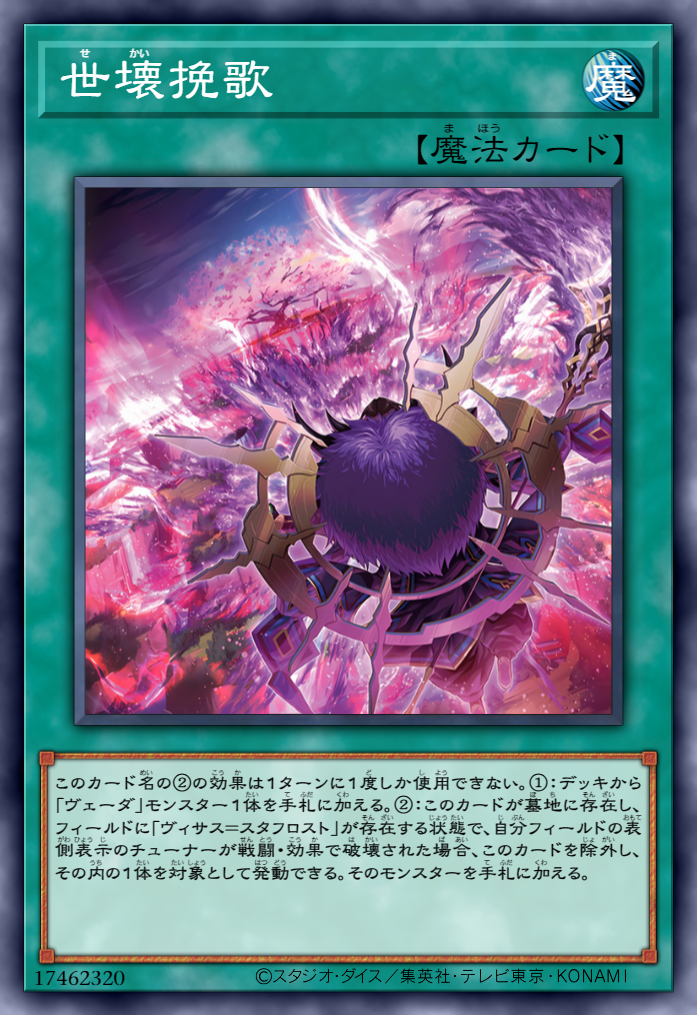 世壊挽歌
魔
【魔法カード】
このカード名の②の効果は1ターンに1度しか使用できない。①:デッキから
「ヴェーダ」モンスター1体を手札に加える。②:このカードが墓地に存在し、
フィールドに「ヴィサス=スタフロスト」が存在する状態で、自分フィールドの表
側表示のチューナーが戦闘・効果で破壊された場合、このカードを除外し、
その内の1体を対象として発動できる。そのモンスターを手札に加える。
17462320 ©スタジオ・ダイス/集英社・テレビ東京・KONAMI